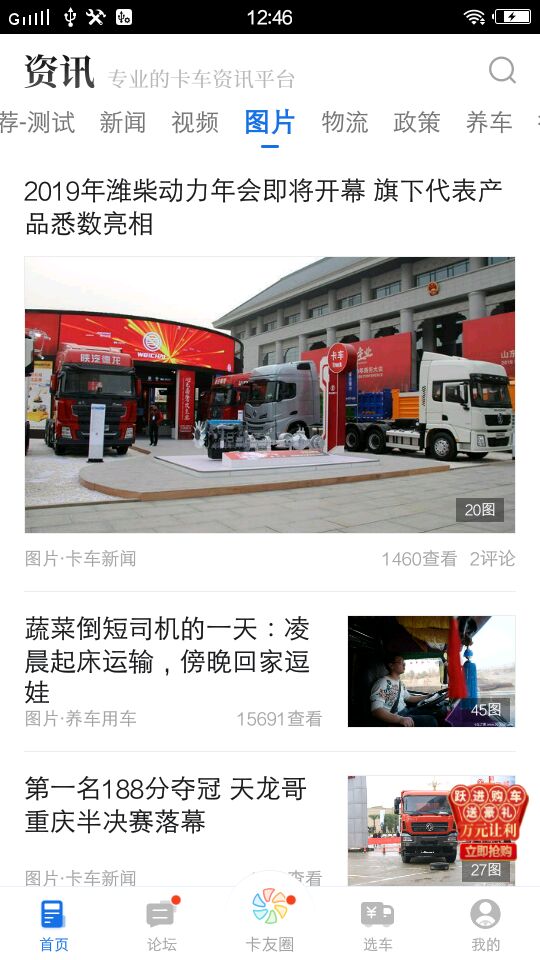 12:46
资讯 专业的卡车资讯平台
荐-测试 新闻 视频 图片 物流 政策 养车
2019年潍柴动力年会即将开幕 旗下代表产
品悉数亮相
陕汽德龙
WEICHAI
卡车
20图
图片·卡车新闻 1460查看 2评论
蔬菜倒短司机的一天：凌
晨起床运输，傍晚回家逗
娃
45图
图片·养车用车 15691查看
第一名188分夺冠 天龙哥
重庆半决赛落幕
跃进购车
送豪礼
万元让利
立即抢购
27图
图片·卡车新闻 查看
首页 论坛 卡友圈 选车 我的